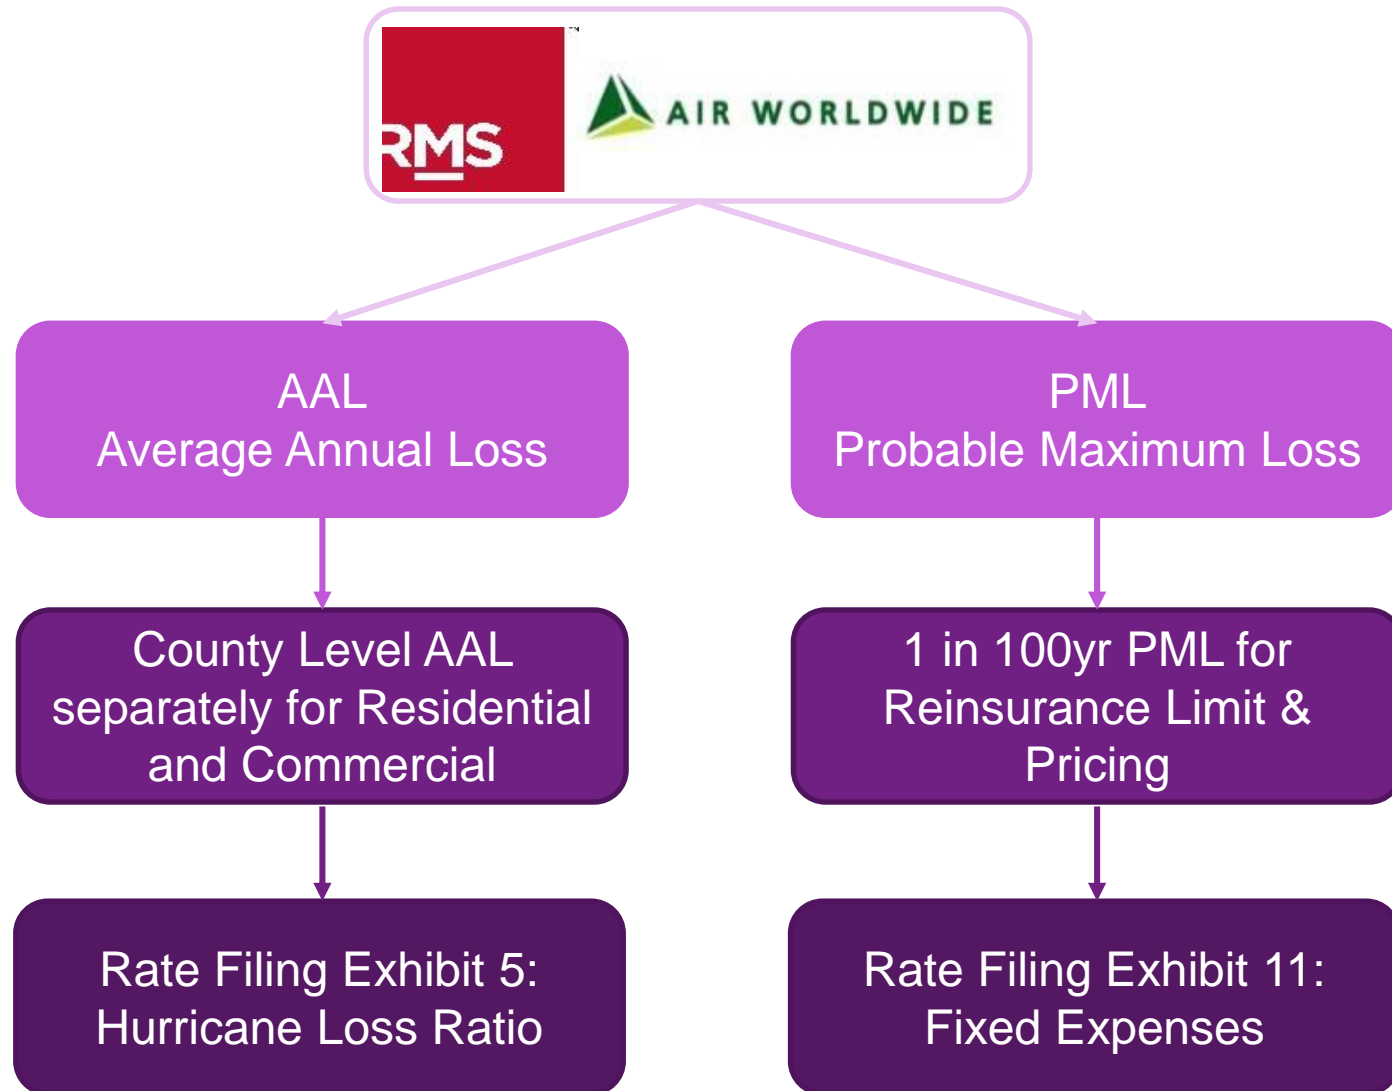 RMS
AIR WORLDWIDE
AAL
Average Annual Loss
PML
Probable Maximum Loss
County Level AAL
separately for Residential
and Commercial
1 in 100yr PML for
Reinsurance Limit &
Pricing
Rate Filing Exhibit 5:
Hurricane Loss Ratio
Rate Filing Exhibit 11:
Fixed Expenses